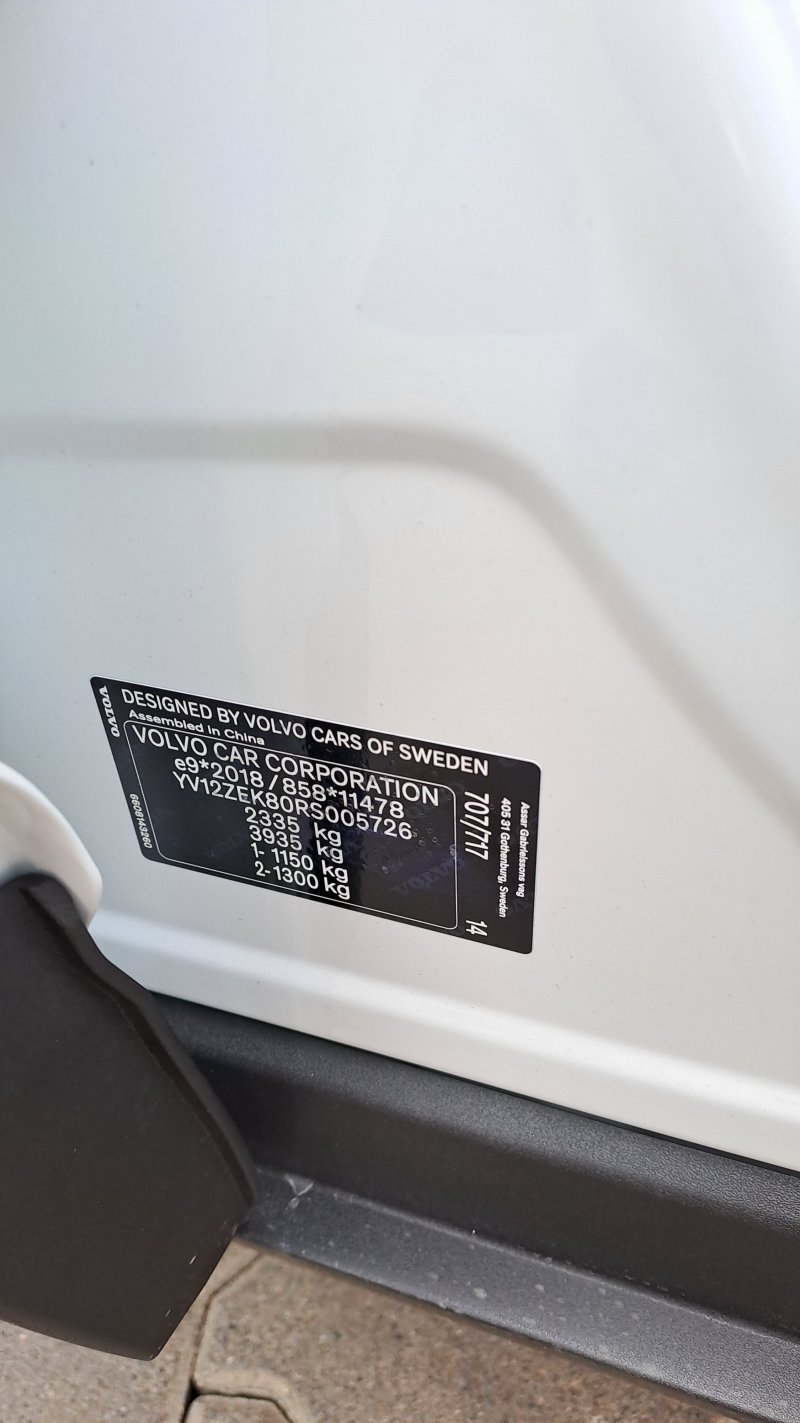 VOLVO
DESIGNED BY VOLVO CARS OF SWEDEN
Assembled in China
VOLVO CAR CORPORATION
e9*2018/858*11478
YV12ZEK80RS005726
2335 kg
3935 kg
1- 1150 kg
2-1300 kg
6608143260
707/717
14
Assar Gabrielssons väg
405 31 Gothenburg, Sweden